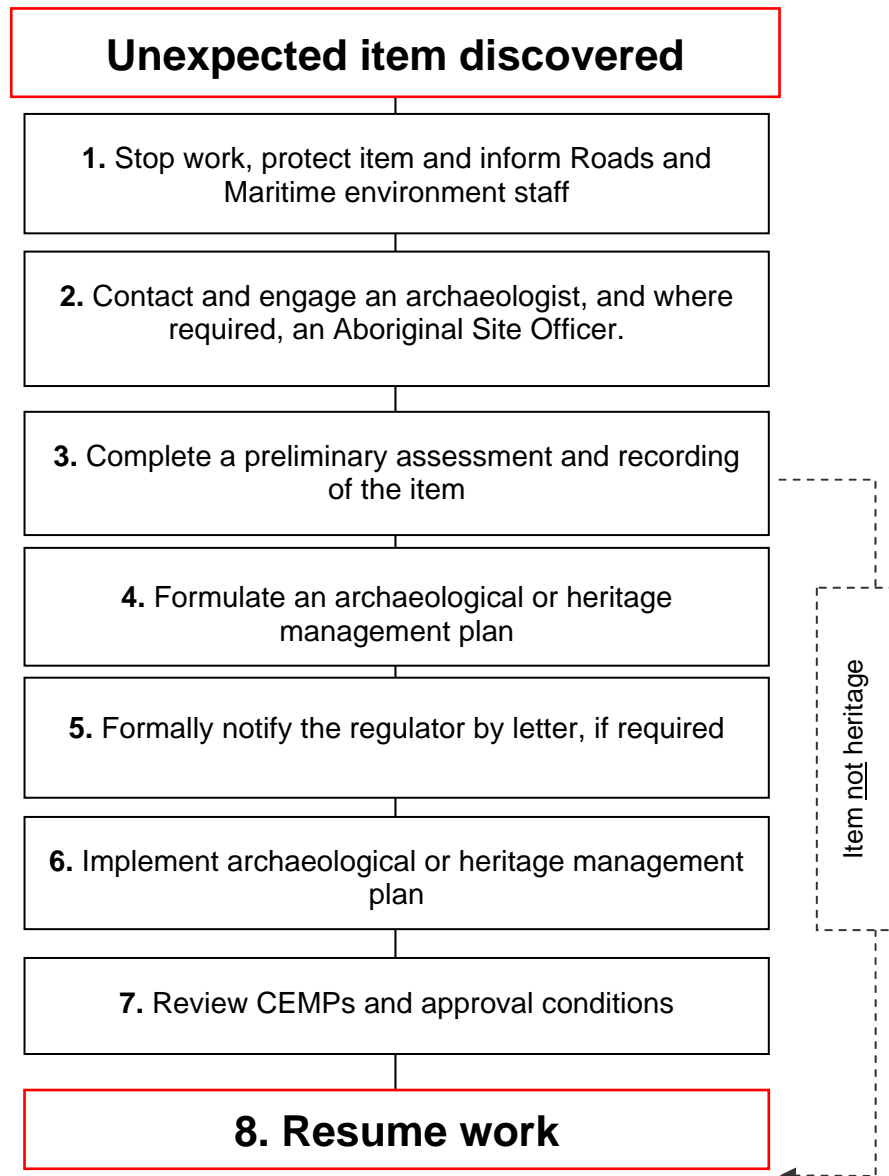 Unexpected item discovered
1. Stop work, protect item and inform Roads and
Maritime environment staff
2. Contact and engage an archaeologist, and where
required, an Aboriginal Site Officer.
3. Complete a preliminary assessment and recording
of the item
4. Formulate an archaeological or heritage
management plan
5. Formally notify the regulator by letter, if required
Item not heritage
6. Implement archaeological or heritage management
plan
7. Review CEMPs and approval conditions
8. Resume work